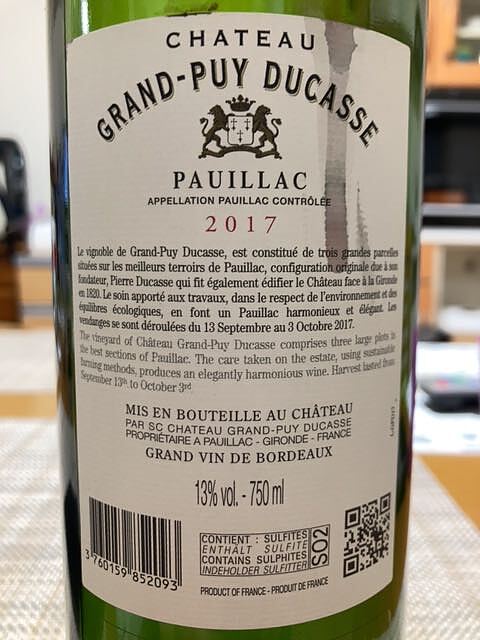 CHATEAU
GRAND-PUY DUCASSE
PAUILLAC
APPELLATION PAUILLAC CONTRÔLÉE
2017
Le vignoble de Grand-Puy Ducasse, est constitué de trois grandes parcelles
situées sur les meilleurs terroirs de Pauillac, configuration originale due à son
fondateur, Pierre Ducasse qui fit également édifier le Château face à la Gironde
en 1820. Le soin apporté aux travaux, dans le respect de l'environnement et des
équilibres écologiques, en font un Pauillac harmonieux et élégant. Les
vendanges se sont déroulées du 13 Septembre au 3 Octobre 2017.
The vineyard of Château Grand-Puy Ducasse comprises three large plots in
the best sections of Pauillac. The care taken on the estate, using sustainable
farming methods, produces an elegantly harmonious wine. Harvest lasted from
September 13th to October 3rd.
MIS EN BOUTEILLE AU CHÂTEAU
PAR SC CHATEAU GRAND-PUY DUCASSE
PROPRIÉTAIRE A PAUILLAC - GIRONDE - FRANCE
GRAND VIN DE BORDEAUX
13% vol. - 750 ml
CONTIENT : SULFITES
ENTHÄLT SULFITE
CONTAINS SULPHITES
INDEHOLDER SULFITTER
SO2
3 760159 852093
PRODUCT OF FRANCE - PRODUIT DE FRANCE